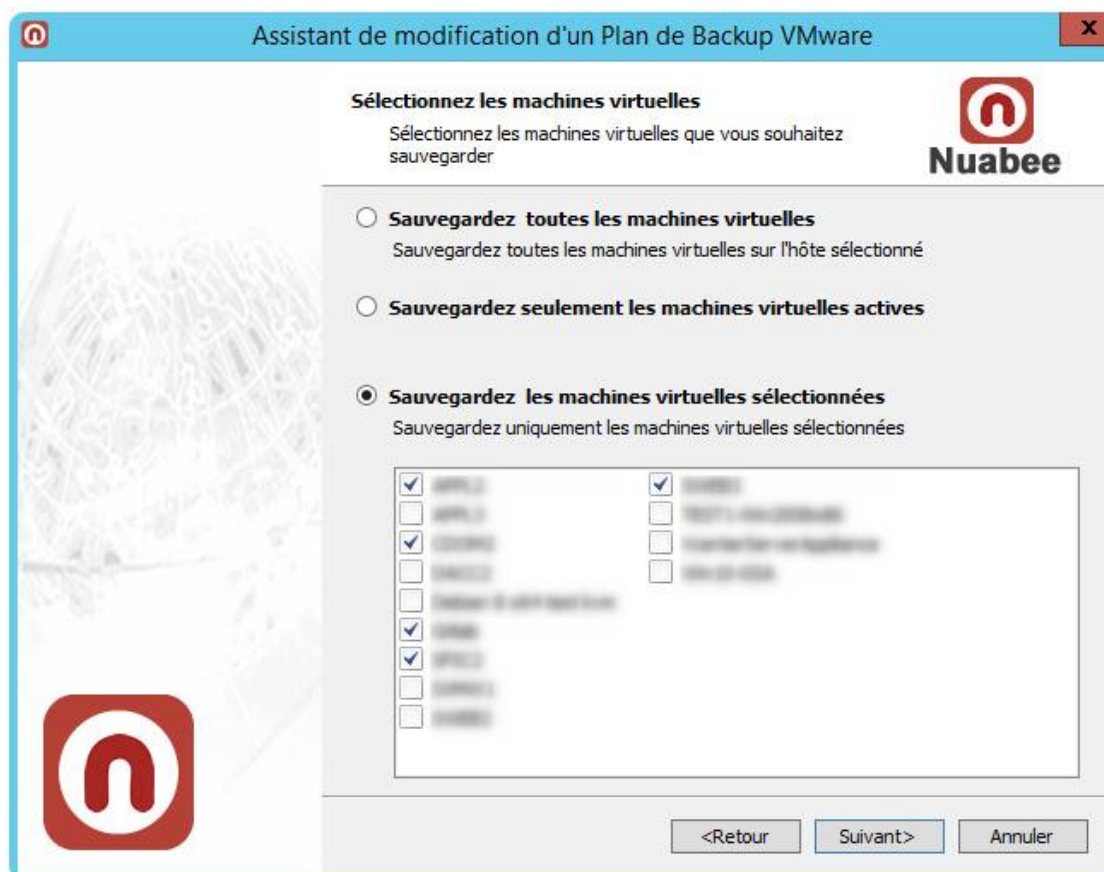 Assistant de modification d'un Plan de Backup VMware
x
Sélectionnez les machines virtuelles
Sélectionnez les machines virtuelles que vous souhaitez
sauvegarder
Nuabee
Sauvegardez toutes les machines virtuelles
Sauvegardez toutes les machines virtuelles sur l'hôte sélectionné
Sauvegardez seulement les machines virtuelles actives
Sauvegardez les machines virtuelles sélectionnées
Sauvegardez uniquement les machines virtuelles sélectionnées
<Retour
Suivant>
Annuler